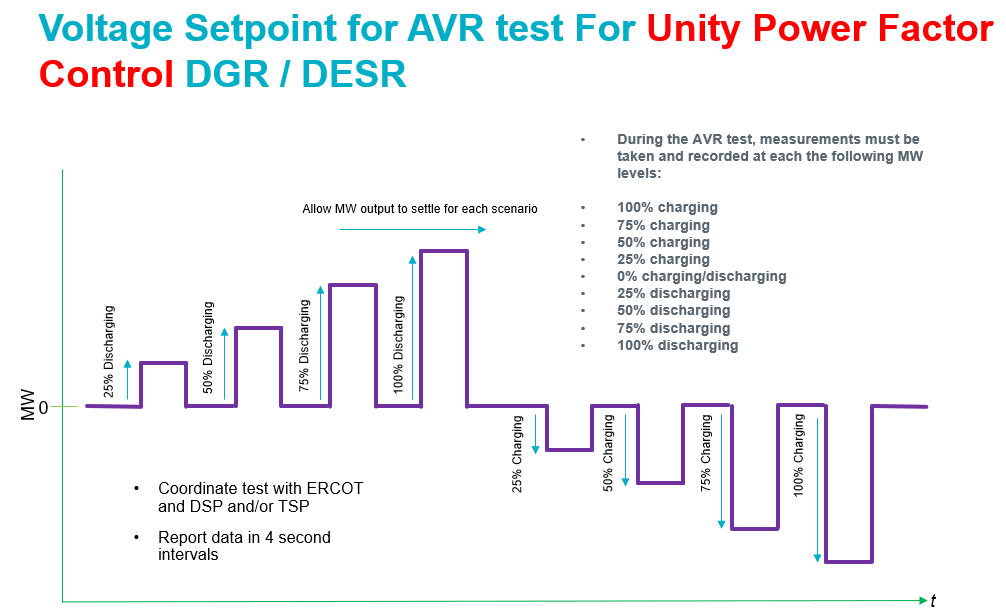 Voltage Setpoint for AVR test For Unity Power Factor
Control DGR / DESR
• During the AVR test, measurements must be
taken and recorded at each the following MW
levels:
• 100% charging
• 75% charging
• 50% charging
• 25% charging
• 0% charging/discharging
• 25% discharging
• 50% discharging
• 75% discharging
• 100% discharging
Allow MW output to settle for each scenario
25% Discharging
50% Discharging
75% Discharging
100% Discharging
MW
0
25% Charging
50% Charging
75% Charging
100% Charging
• Coordinate test with ERCOT
and DSP and/or TSP
• Report data in 4 second
intervals
t